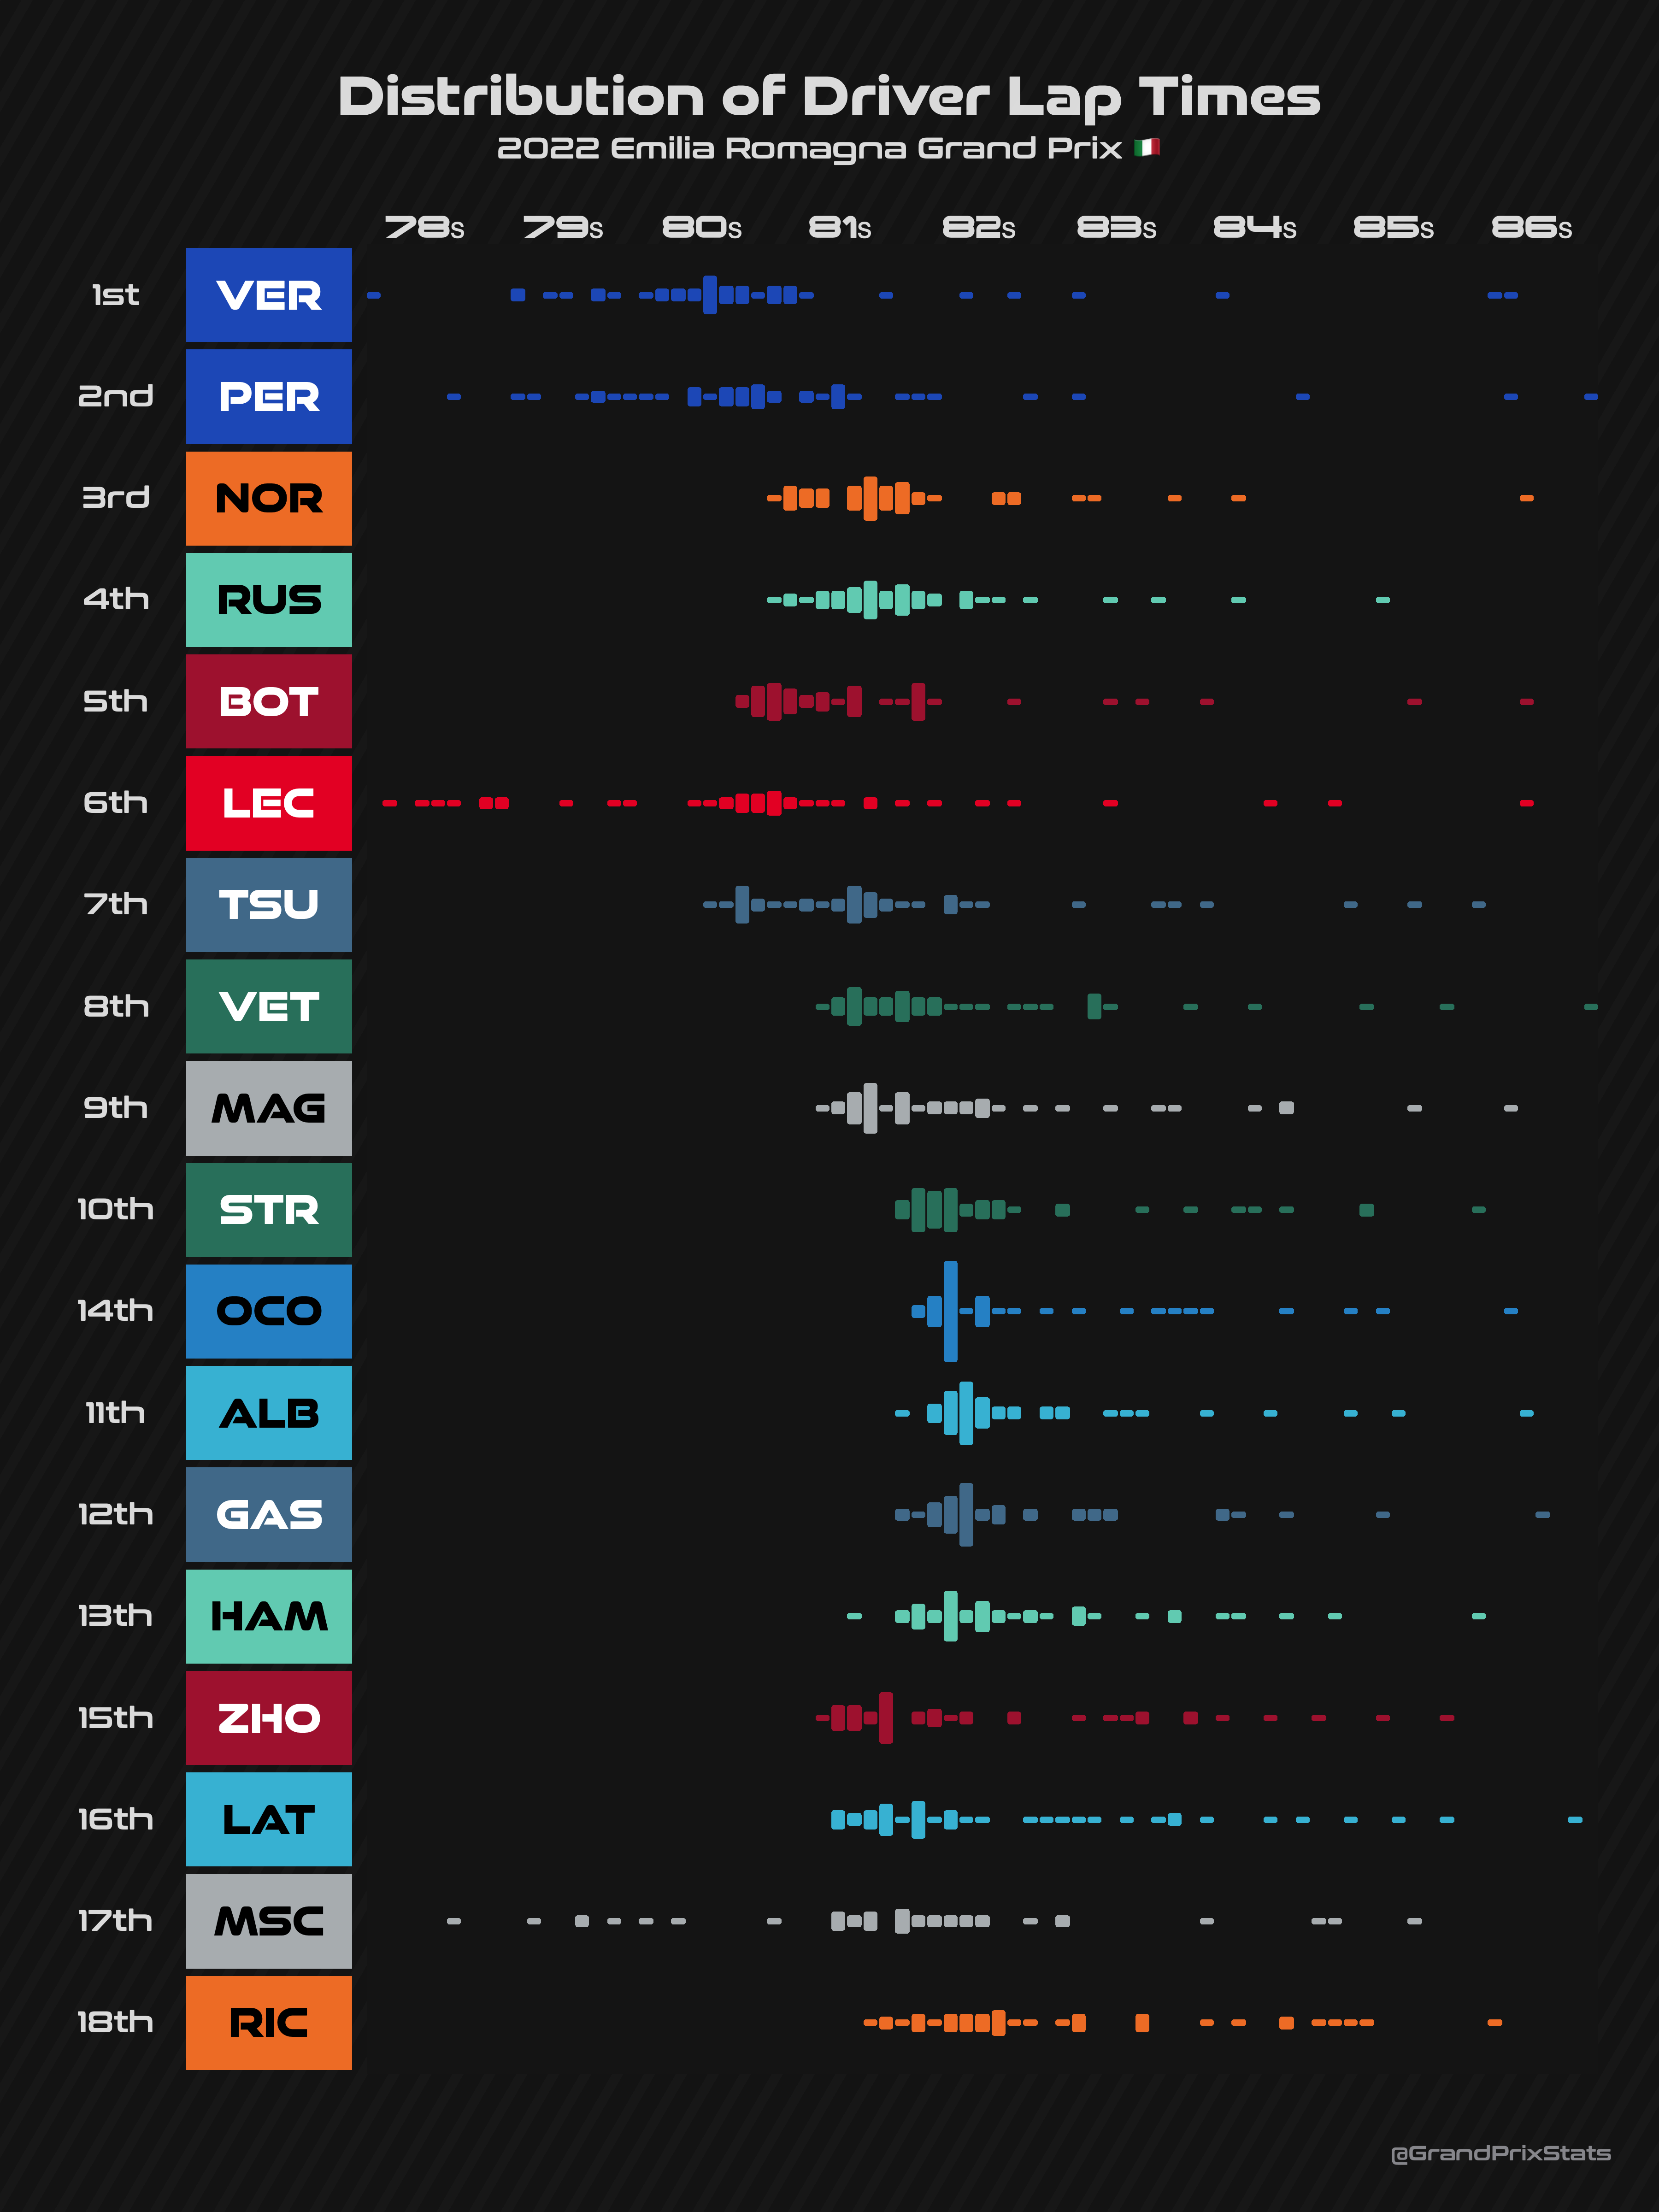 Distribution of Driver Lap Times
2022 Emilia Romagna Grand Prix 🇮🇹
78s 79s 80s 81s 82s 83s 84s 85s 86s
1st VER
2nd PER
3rd NOR
4th RUS
5th BOT
6th LEC
7th TSU
8th VET
9th MAG
10th STR
14th OCO
11th ALB
12th GAS
13th HAM
15th ZHO
16th LAT
17th MSC
18th RIC
@GrandPrixStats